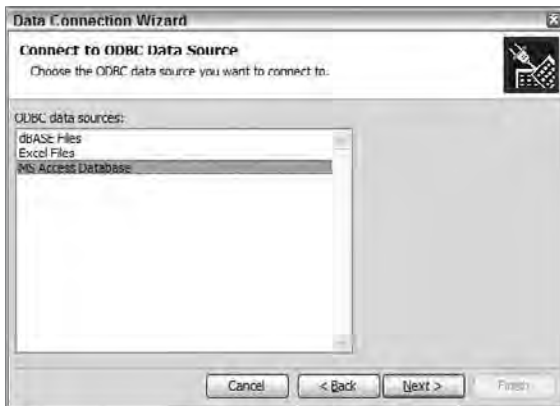 Data Connection Wizard
Connect to ODBC Data Source
Choose the ODBC data source you want to connect to.
ODBC data sources:
dBASE Files
Excel Files
MS Access Database
Cancel
< Back
Next >
Finish